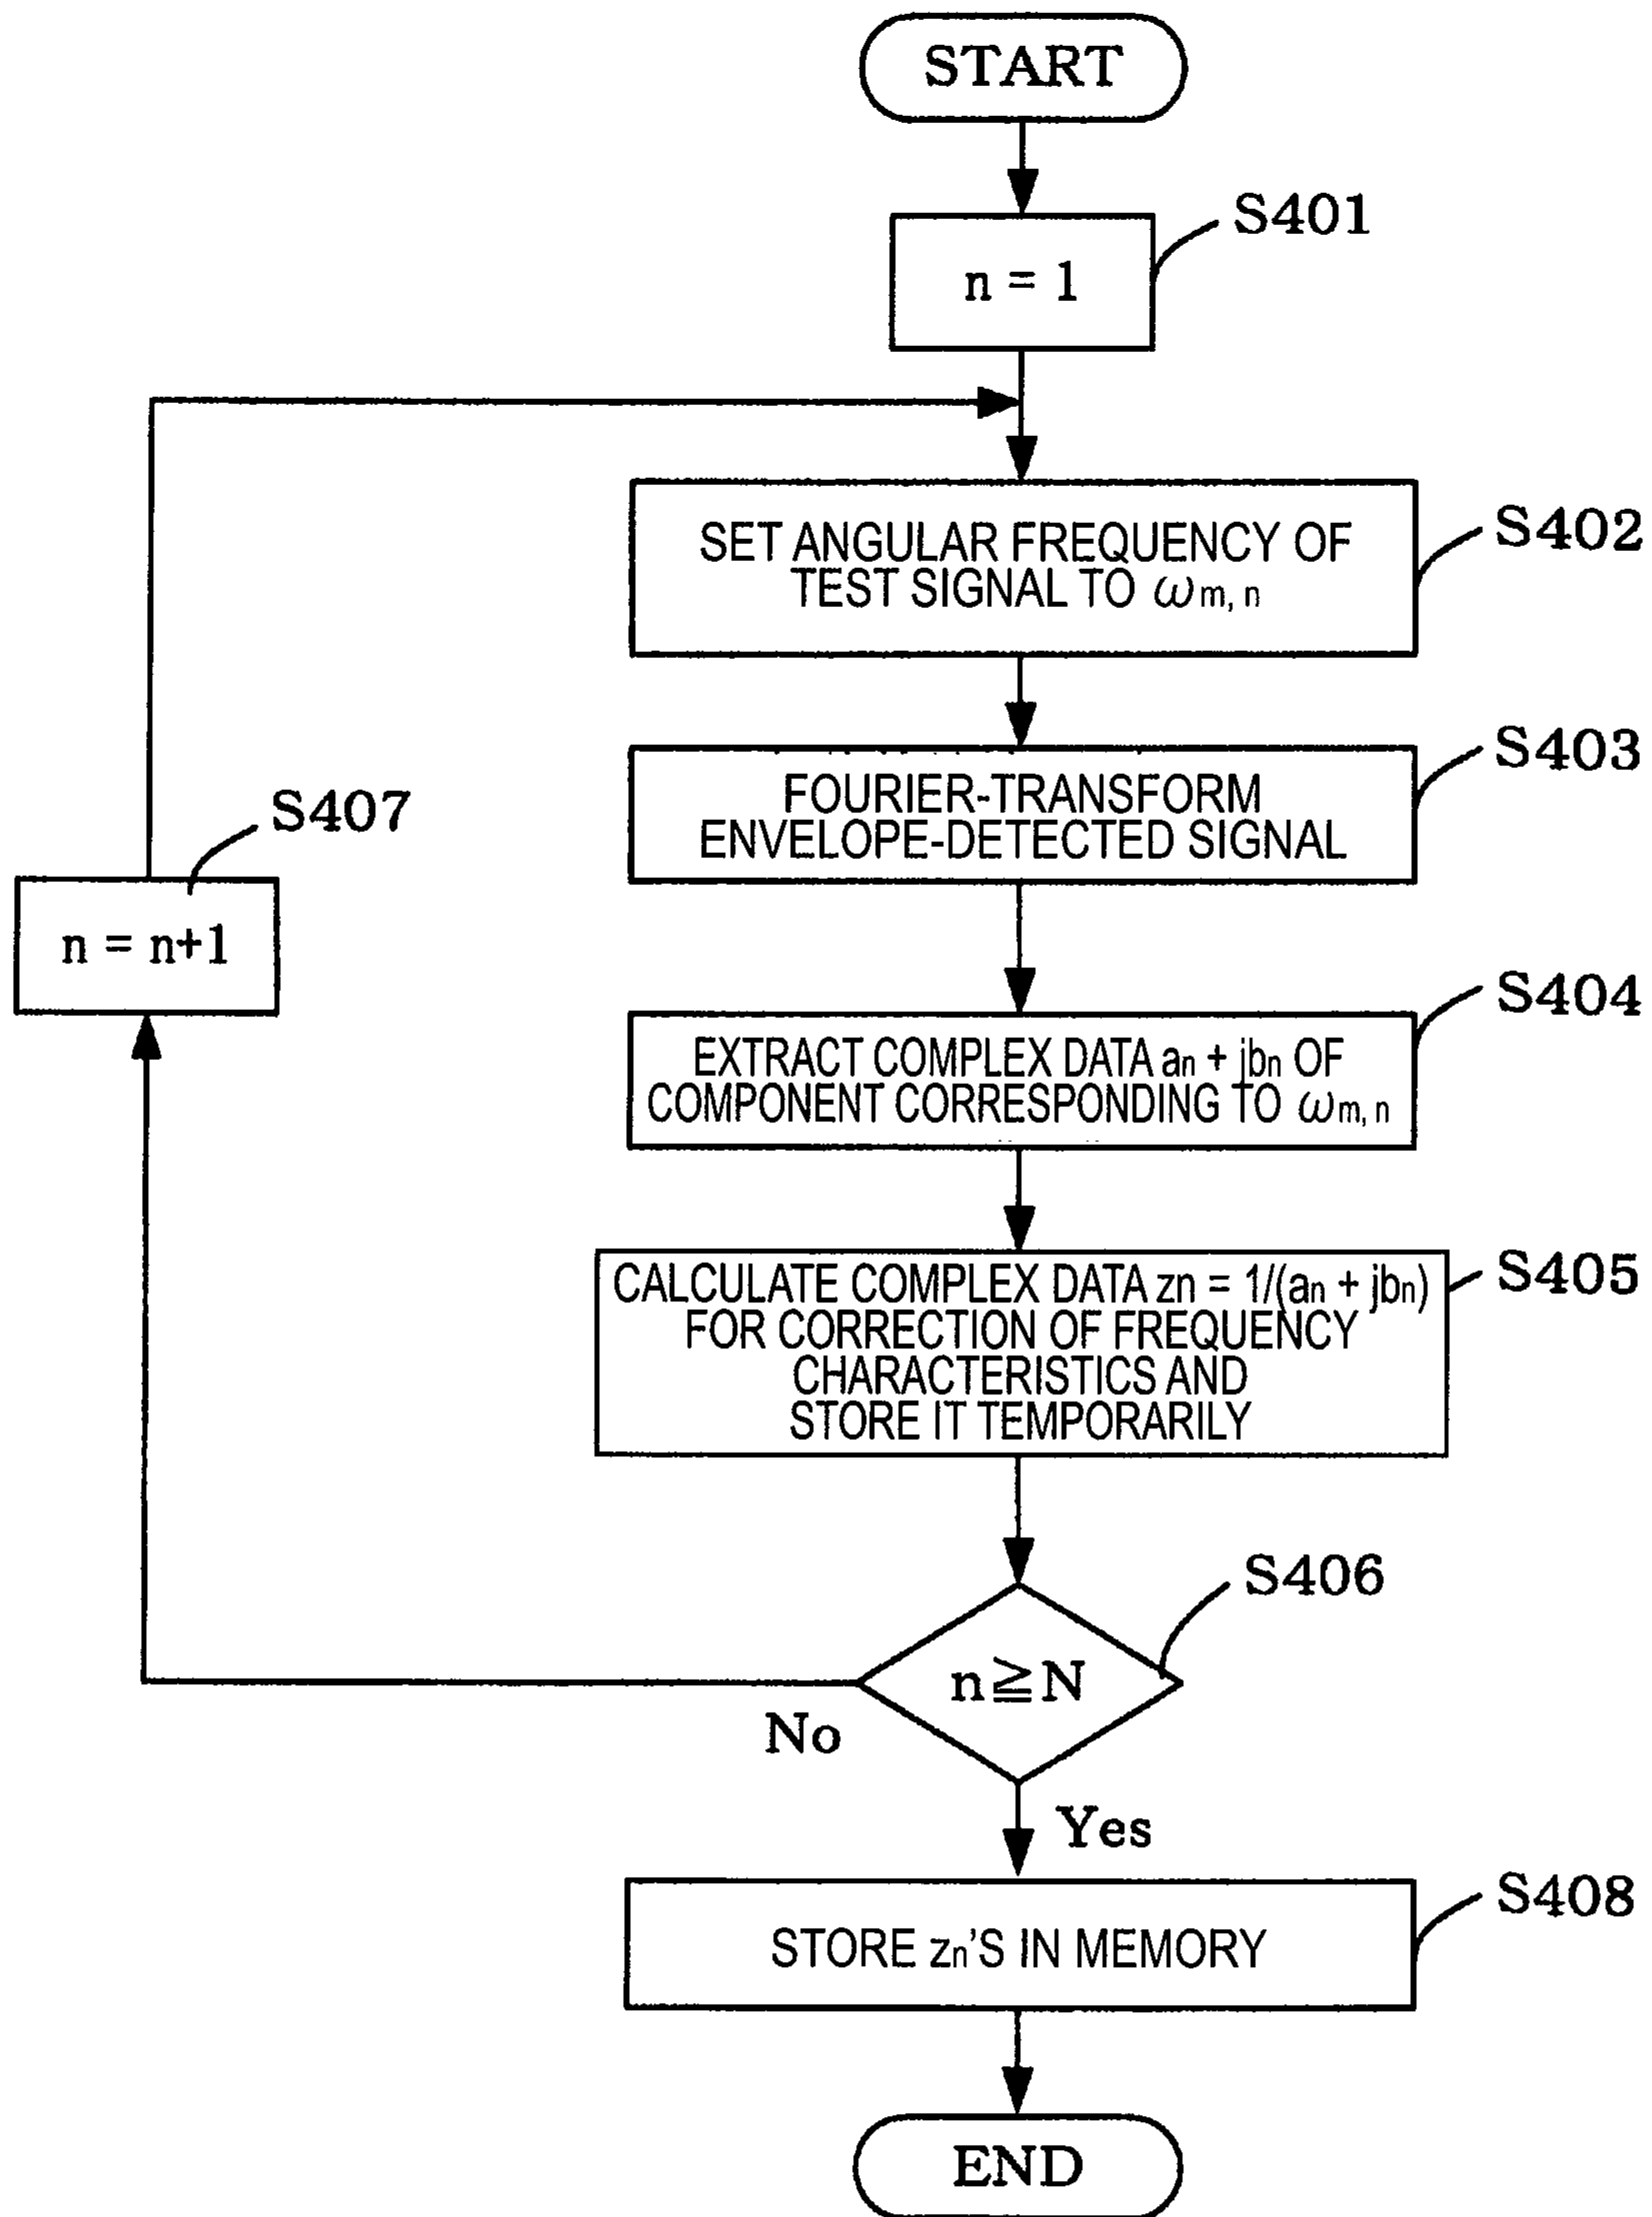 START
S401
n = 1
S402
SET ANGULAR FREQUENCY OF
TEST SIGNAL TO ωm, n
S403
FOURIER-TRANSFORM
ENVELOPE-DETECTED SIGNAL
S407
n = n+1
S404
EXTRACT COMPLEX DATA an + jbn OF
COMPONENT CORRESPONDING TO ωm, n
S405
CALCULATE COMPLEX DATA zn = 1/(an + jbn)
FOR CORRECTION OF FREQUENCY
CHARACTERISTICS AND
STORE IT TEMPORARILY
S406
n≧N
No
Yes
S408
STORE zn'S IN MEMORY
END